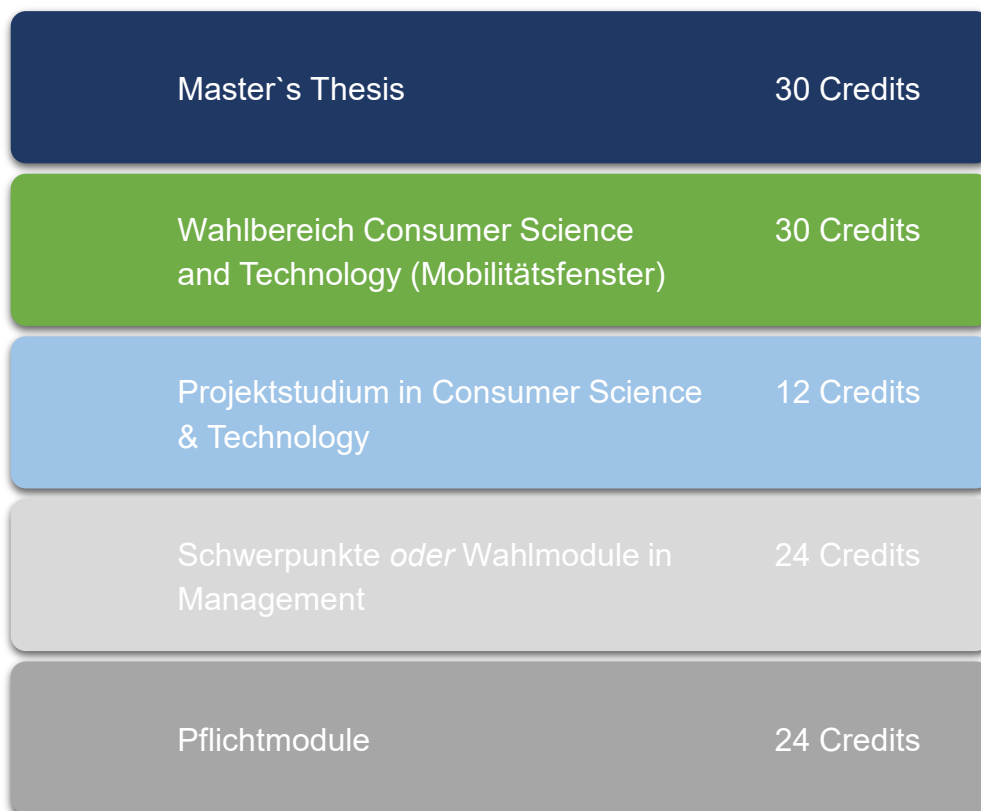 Master`s Thesis 30 Credits
Wahlbereich Consumer Science 30 Credits
and Technology (Mobilitätsfenster)
Projektstudium in Consumer Science 12 Credits
& Technology
Schwerpunkte oder Wahlmodule in 24 Credits
Management
Pflichtmodule 24 Credits